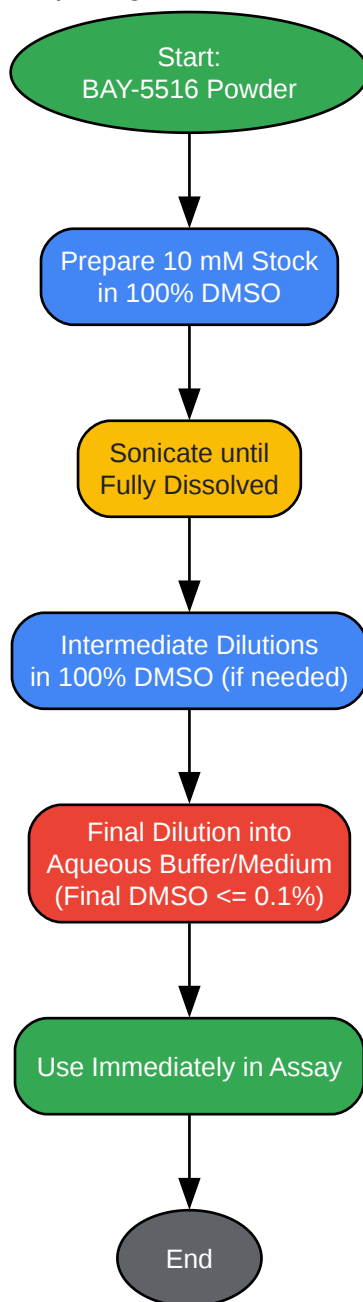 Start:
BAY-5516 Powder
Prepare 10 mM Stock
in 100% DMSO
Sonicate until
Fully Dissolved
Intermediate Dilutions
in 100% DMSO (if needed)
Final Dilution into
Aqueous Buffer/Medium
(Final DMSO <= 0.1%)
Use Immediately in Assay
End